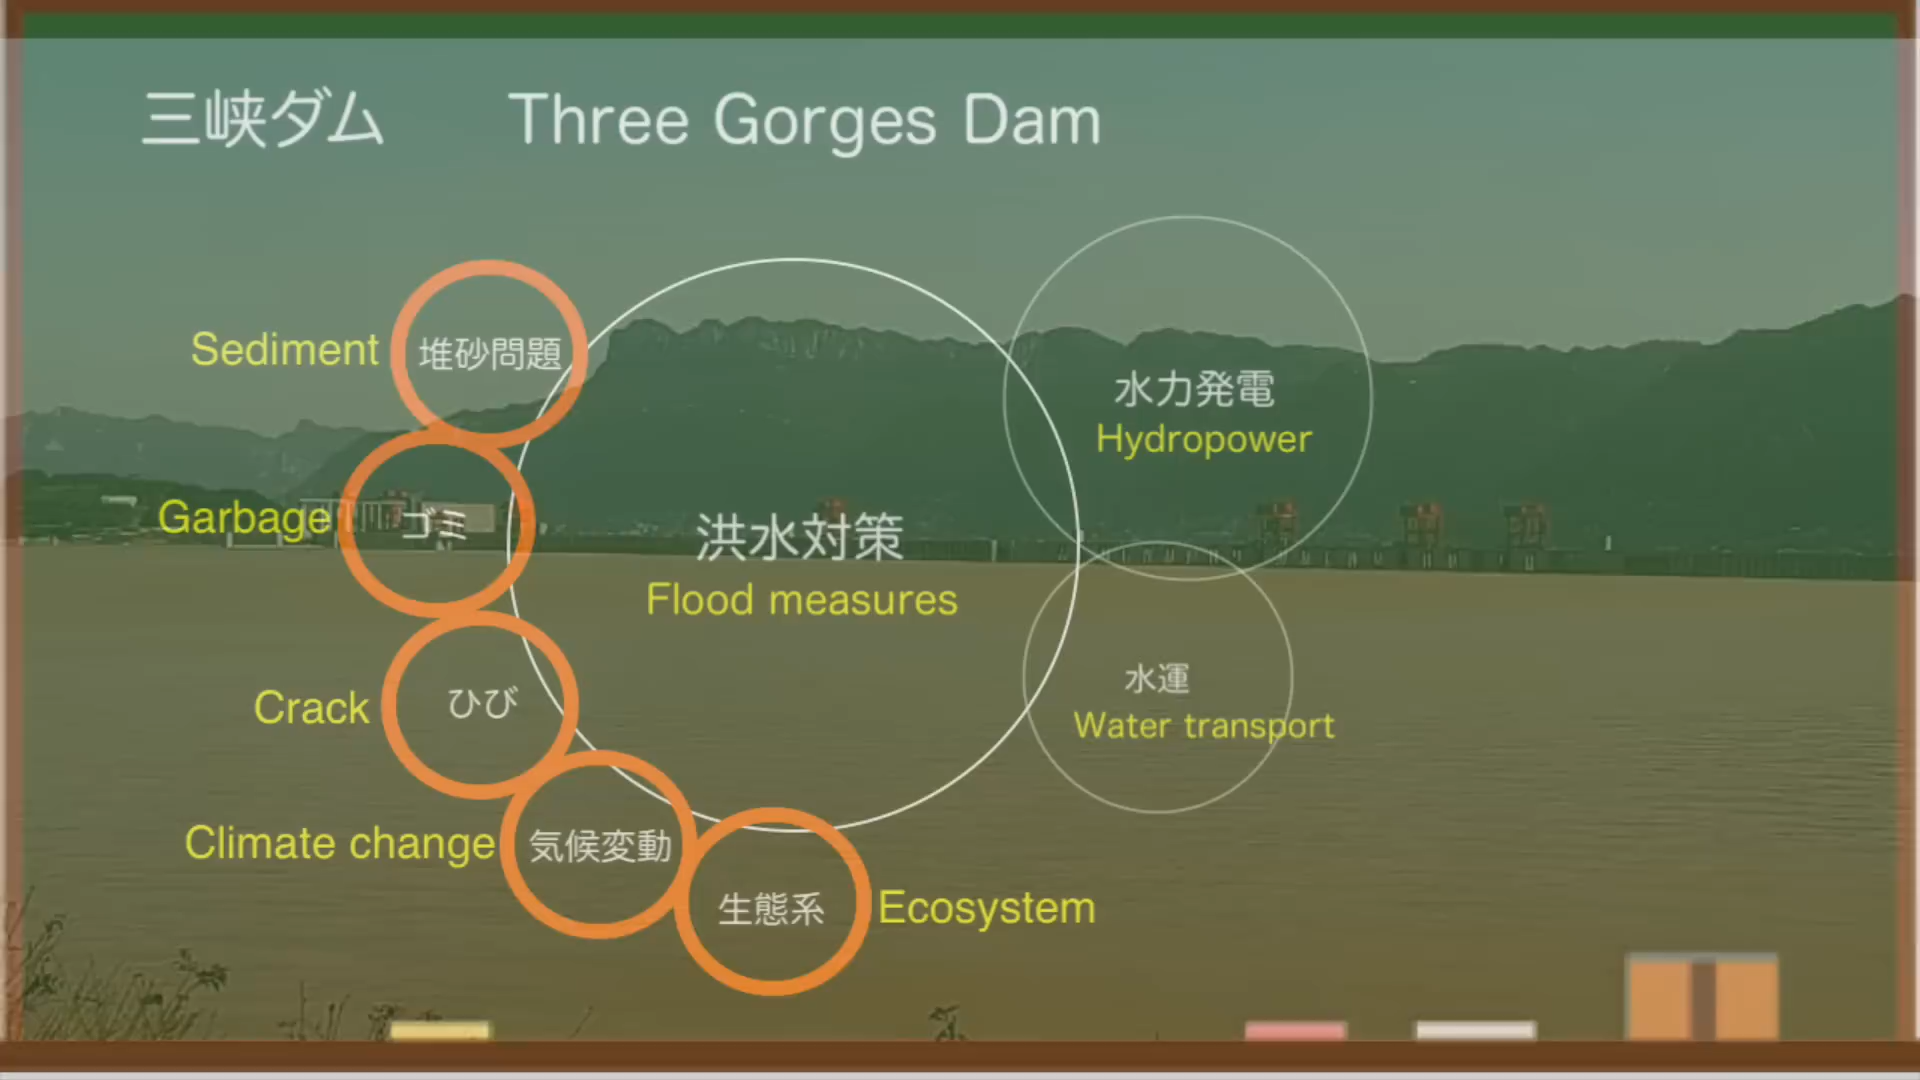 三峡ダム Three Gorges Dam
Sediment 堆砂問題
水力発電
Hydropower
Garbage ゴミ
洪水対策
Flood measures
Crack ひび
水運
Water transport
Climate change 気候変動
生態系 Ecosystem